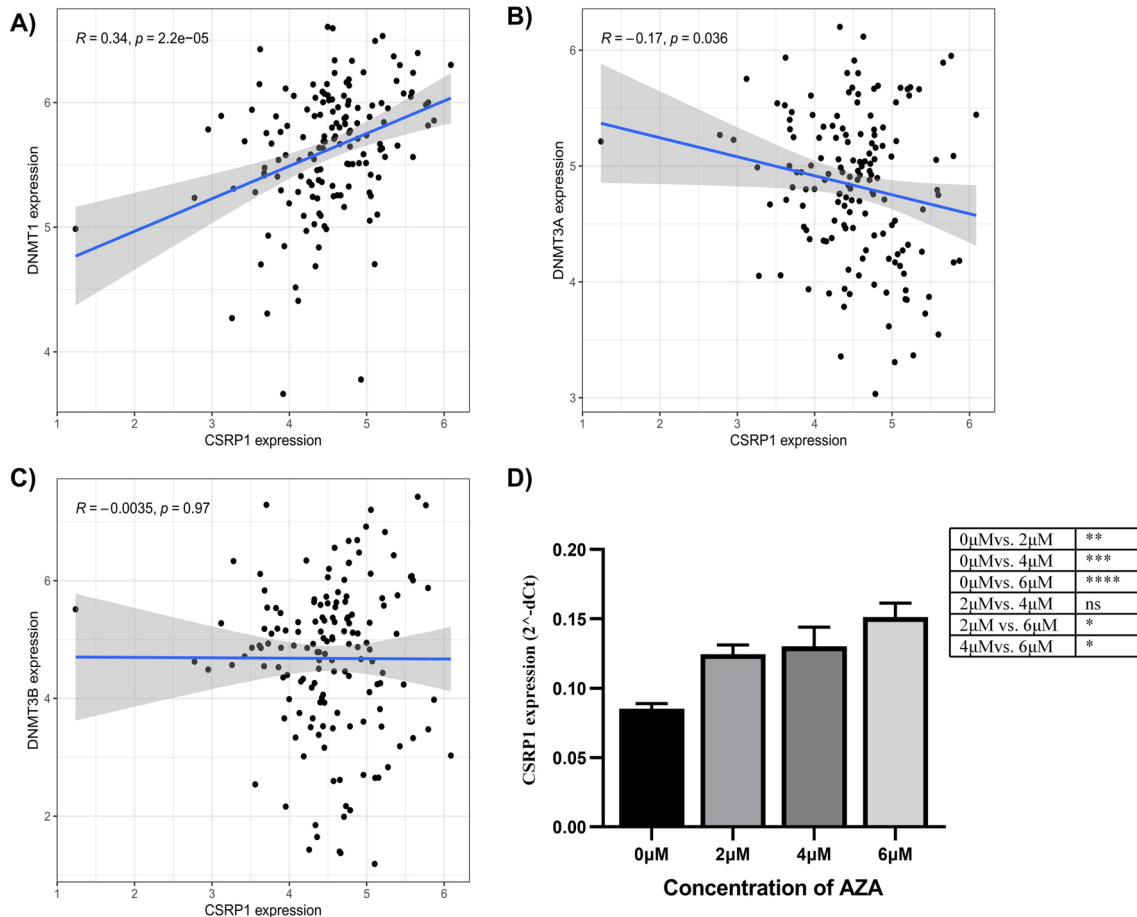 A)
R = 0.34, p = 2.2e−05
DNMT1 expression
6
5
4
1 2 3 4 5 6
CSRP1 expression
B)
R = −0.17, p = 0.036
DNMT3A expression
6
5
4
3
1 2 3 4 5 6
CSRP1 expression
C)
R = −0.0035, p = 0.97
DNMT3B expression
6
4
2
1 2 3 4 5 6
CSRP1 expression
D)
CSRP1 expression (2^-dCt)
0.20
0.15
0.10
0.05
0.00
0μM 2μM 4μM 6μM
Concentration of AZA
0μMvs. 2μM **
0μMvs. 4μM ***
0μMvs. 6μM ****
2μMvs. 4μM ns
2μM vs. 6μM *
4μMvs. 6μM *